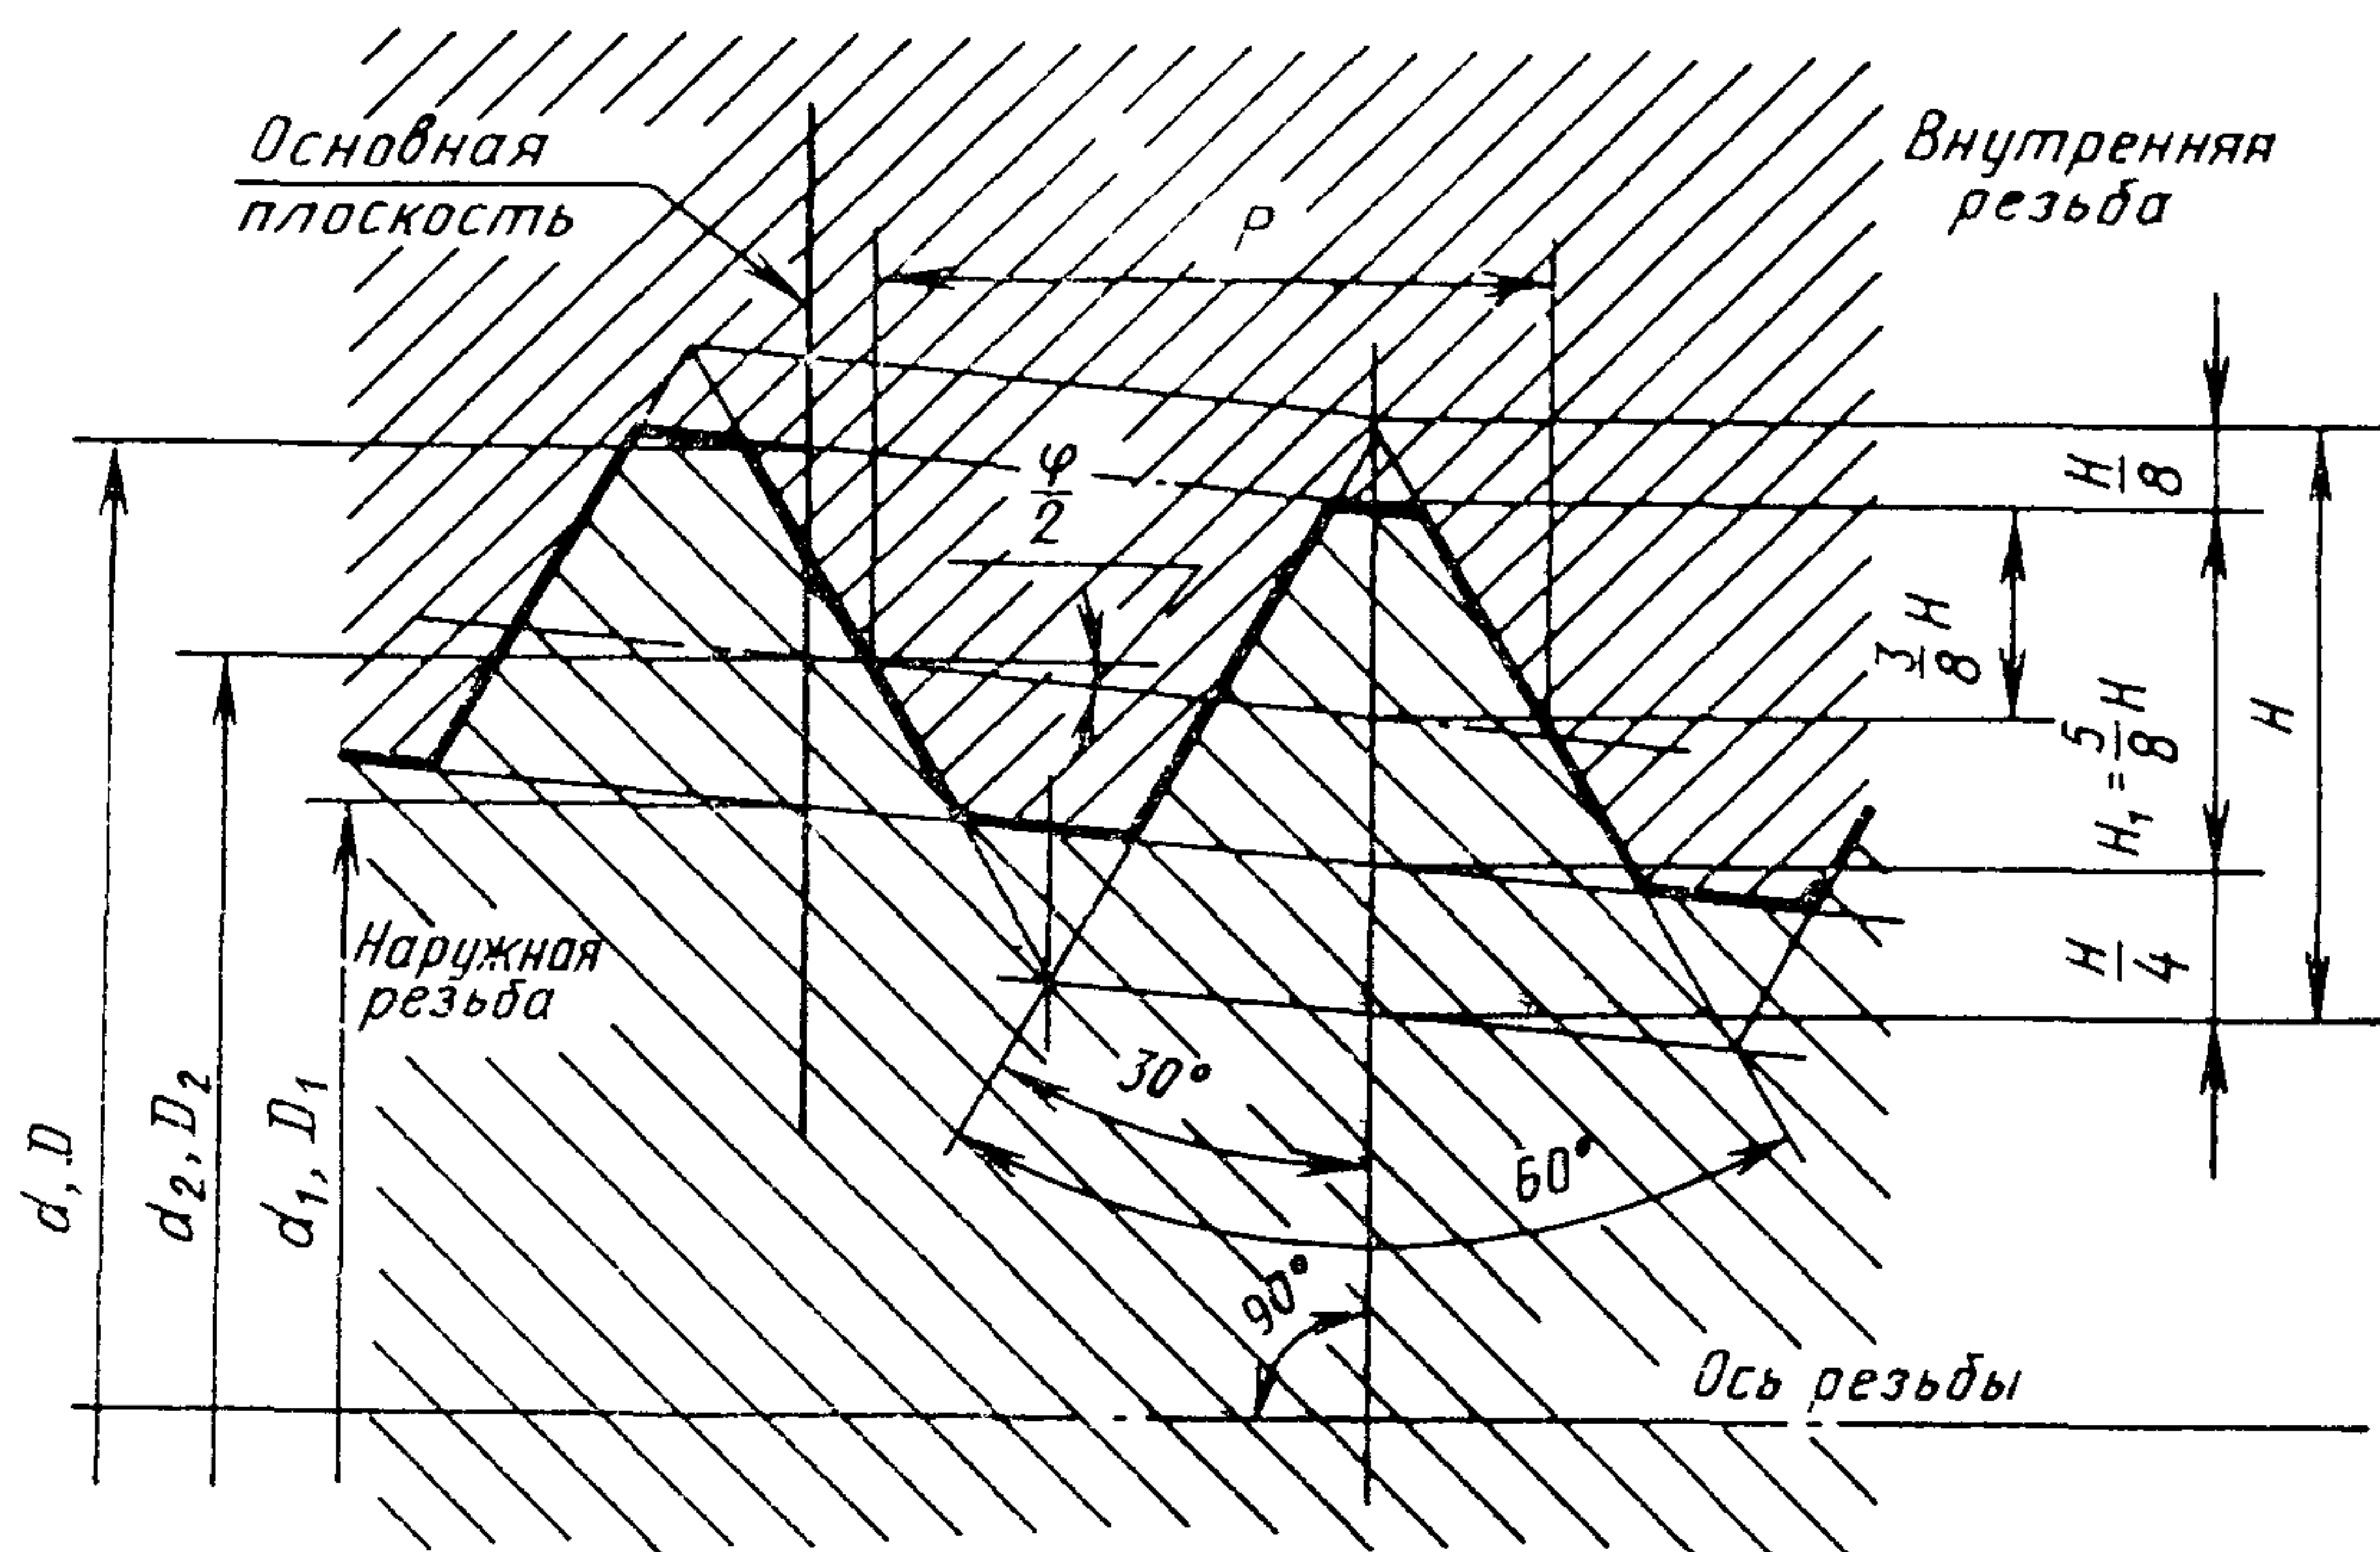 Основная
плоскость
Внутренняя
резьба
P
φ/2
H/8
3/8 H
H₁ = 5/8 H
H
H/4
Наружная
резьба
d, D
d₂, D₂
d₁, D₁
30°
60°
90°
Ось резьбы